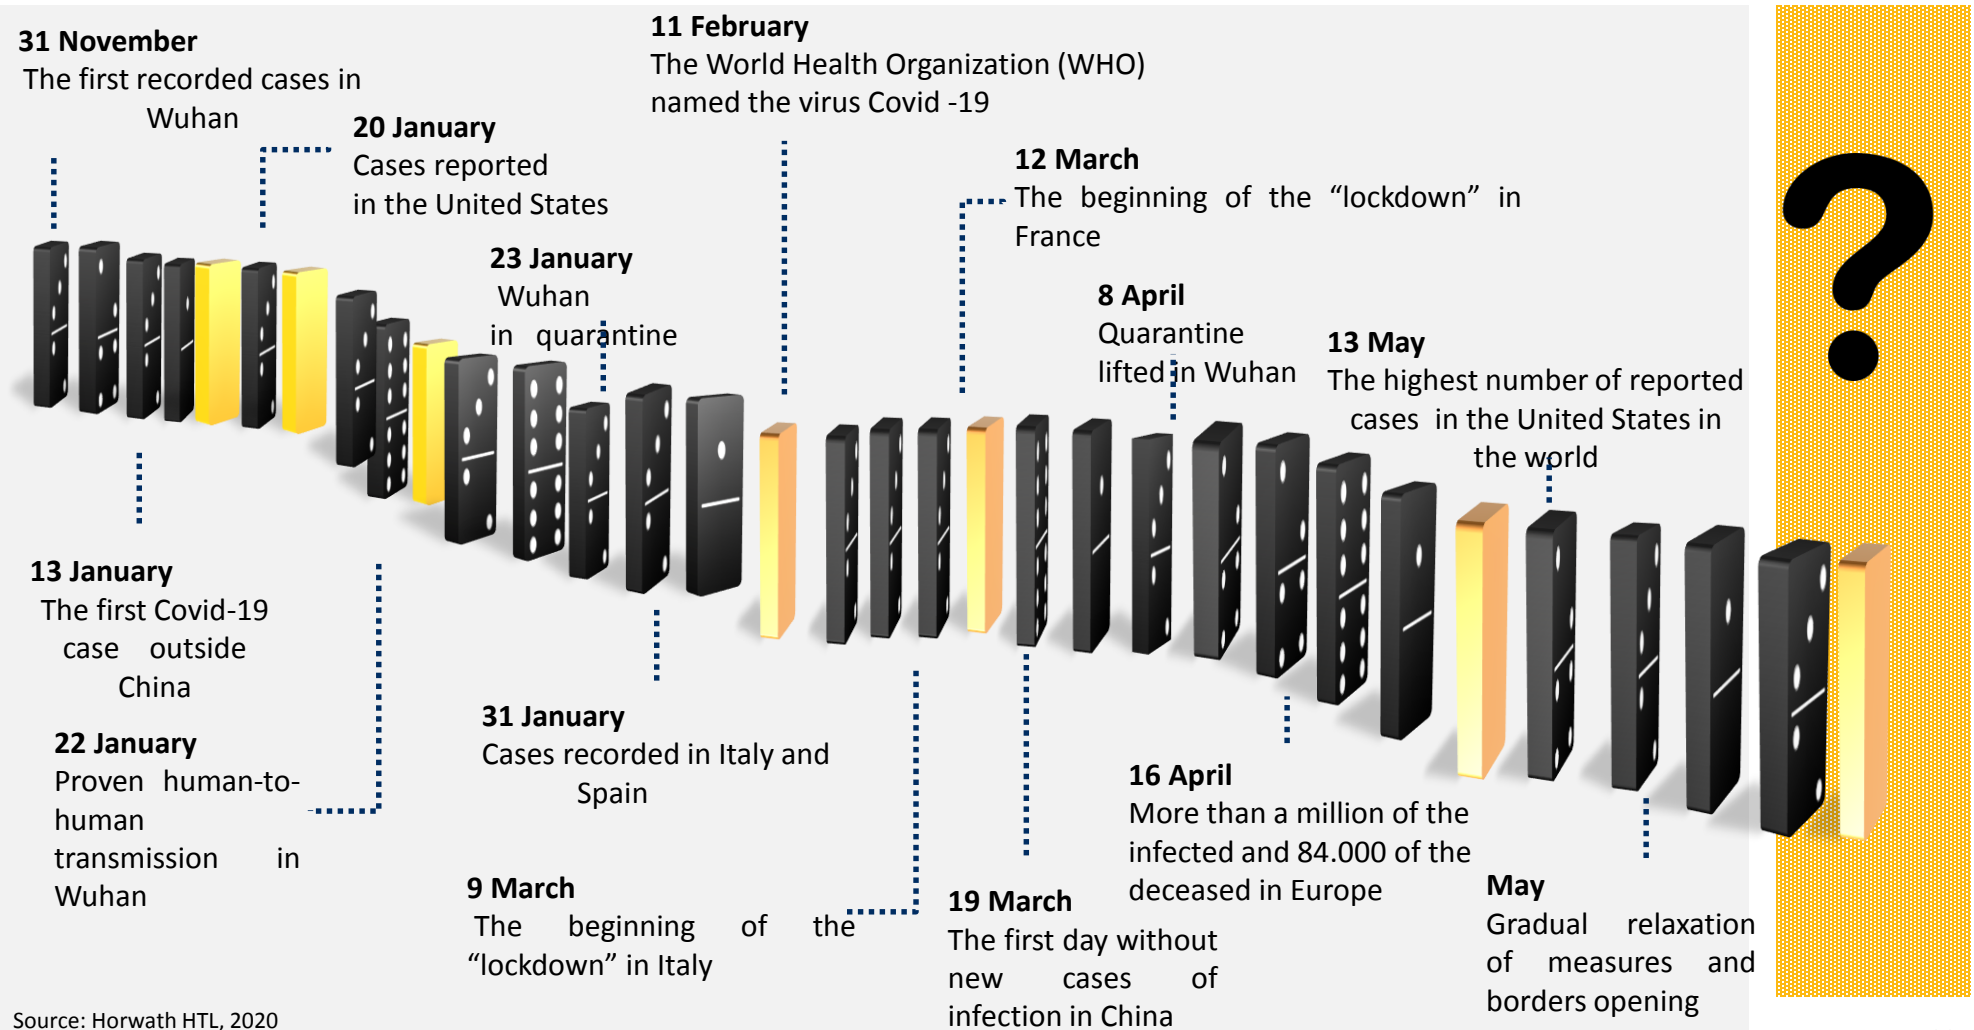 31 November
The first recorded cases in
Wuhan
20 January
Cases reported
in the United States
11 February
The World Health Organization (WHO)
named the virus Covid -19
23 January
Wuhan
in quarantine
12 March
The beginning of the “lockdown” in
France
8 April
Quarantine
lifted in Wuhan
13 May
The highest number of reported
cases in the United States in
the world
?
13 January
The first Covid-19
case outside
China
22 January
Proven human-to-
human
transmission in
Wuhan
31 January
Cases recorded in Italy and
Spain
9 March
The beginning of the
“lockdown” in Italy
19 March
The first day without
new cases of
infection in China
16 April
More than a million of the
infected and 84.000 of the
deceased in Europe
May
Gradual relaxation
of measures and
borders opening
Source: Horwath HTL, 2020